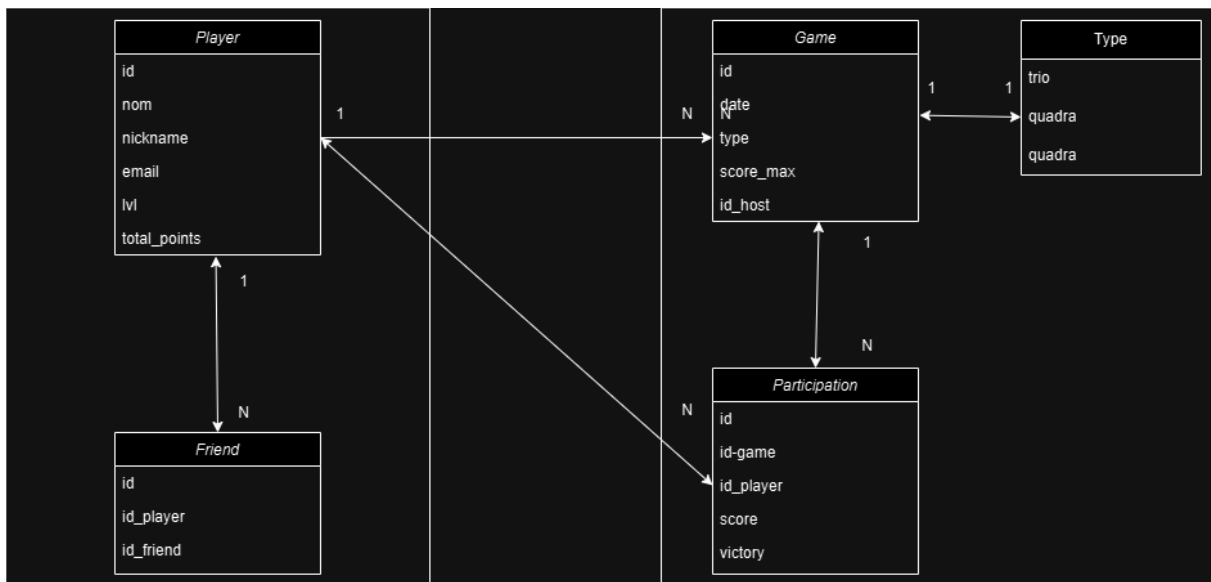 Player
id
nom
nickname
email
lvl
total_points
1
N
N
Game
id
date
type
score_max
id_host
1
1
Type
trio
quadra
quadra
1
N
Friend
id
id_player
id_friend
1
N
N
Participation
id
id-game
id_player
score
victory